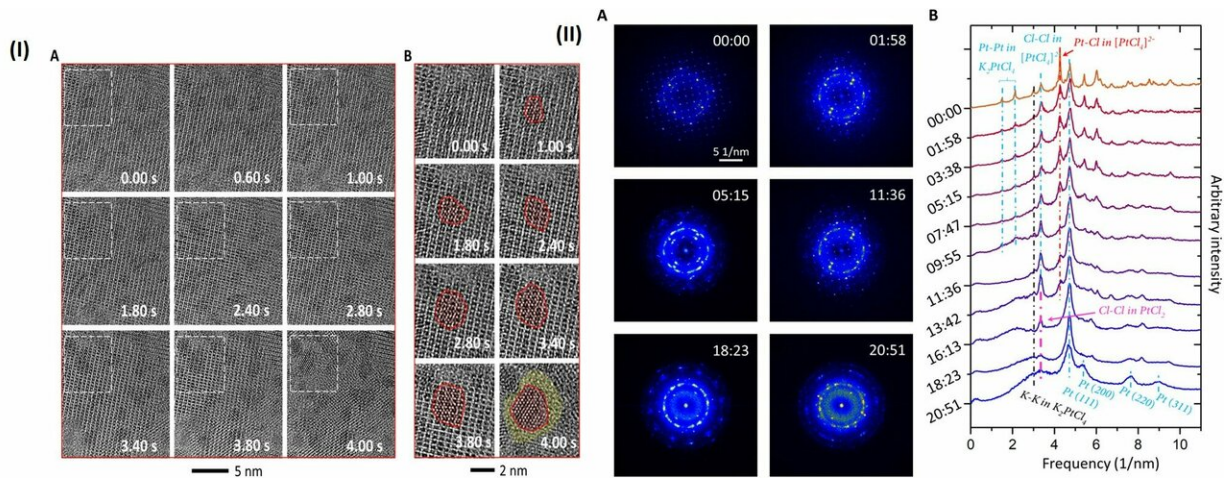 (I)
A
0.00 s
0.60 s
1.00 s
1.80 s
2.40 s
2.80 s
3.40 s
3.80 s
4.00 s
5 nm
B
0.00 s
1.00 s
1.80 s
2.40 s
2.80 s
3.40 s
3.80 s
4.00 s
2 nm
(II)
A
00:00
5 1/nm
01:58
05:15
11:36
18:23
20:51
B
Pt-Pt in
K₂PtCl₄
Cl-Cl in
[PtCl₄]²⁻
Pt-Cl in [PtCl₄]²⁻
00:00
01:58
03:38
05:15
07:47
09:55
11:36
13:42
16:13
18:23
20:51
Cl-Cl in PtCl₂
K-K in K₂PtCl₄
Pt (111)
Pt (200)
Pt (220)
Pt (311)
Arbitrary intensity
0 2 4 6 8 10
Frequency (1/nm)